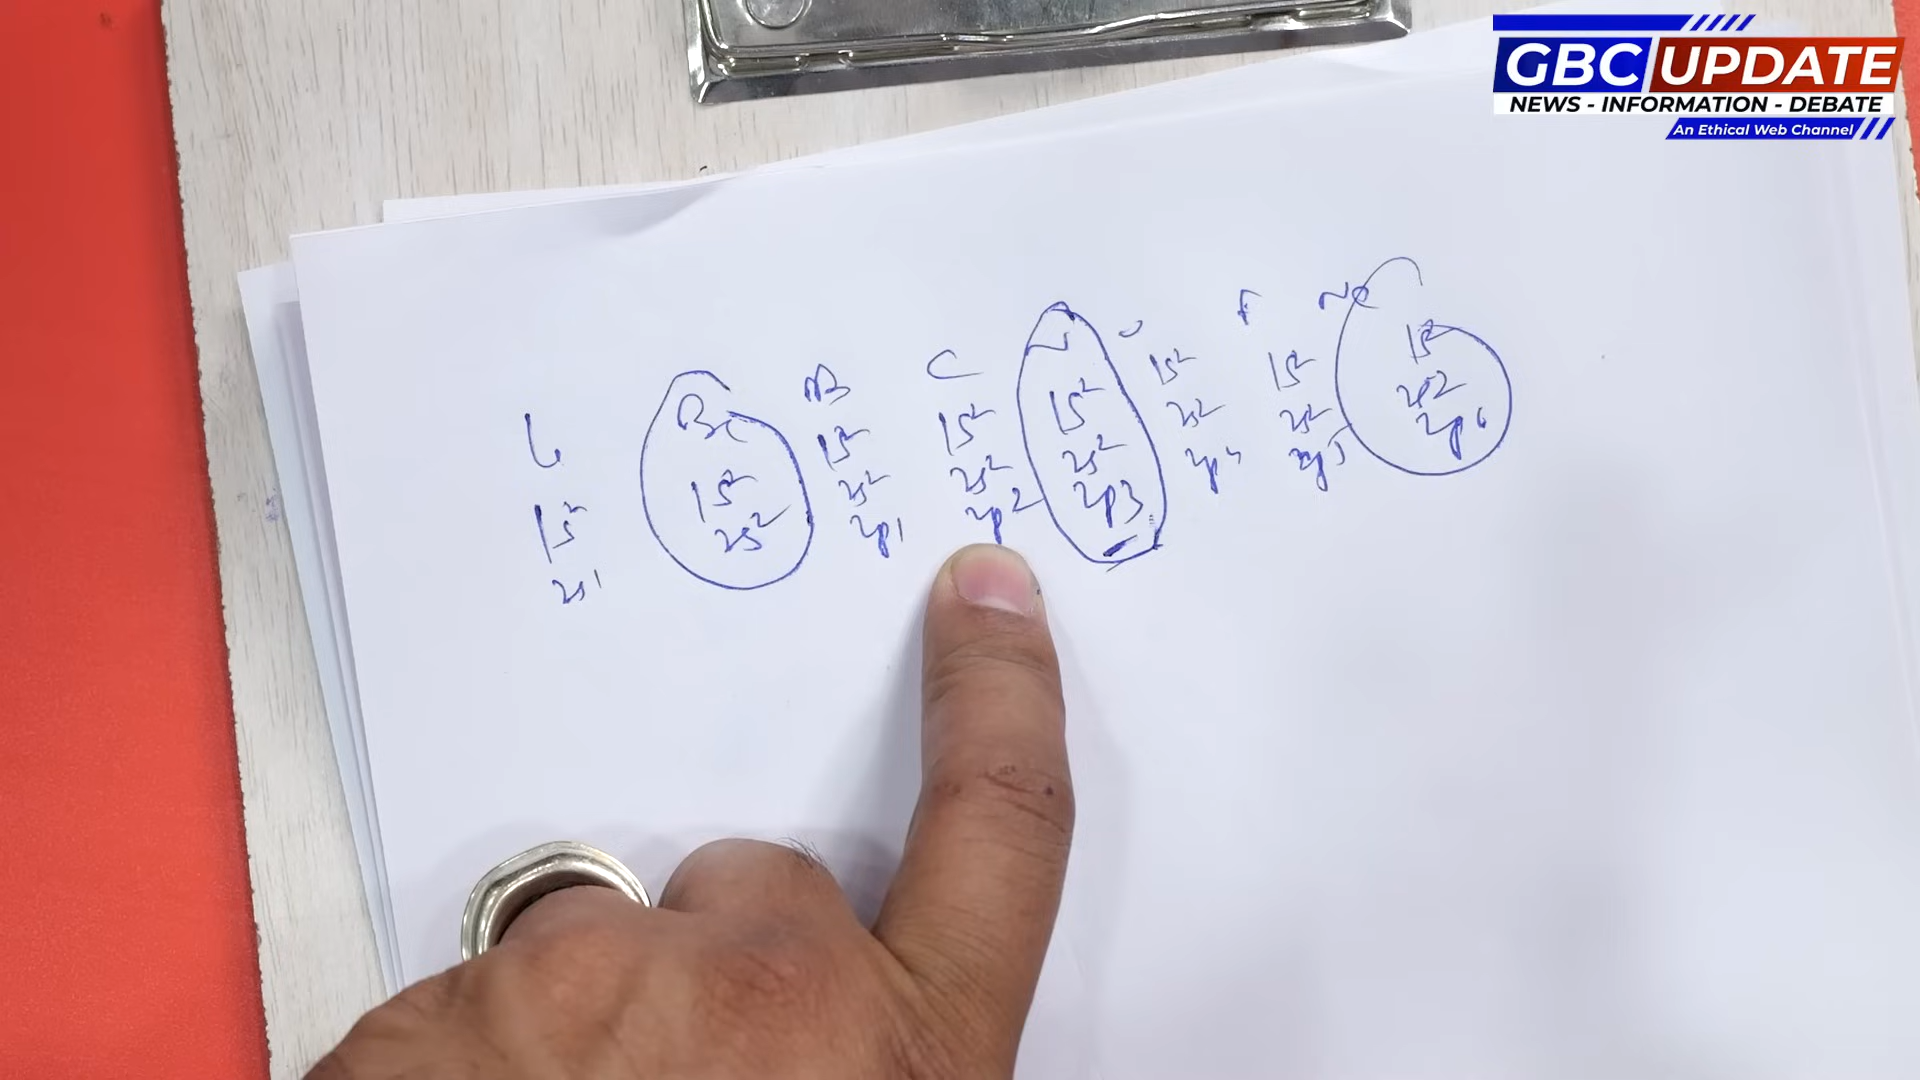 GBC UPDATE
NEWS - INFORMATION - DEBATE
An Ethical Web Channel
Li
1s²
2s¹
Be
1s²
2s²
B
1s²
2s²
2p1
C
1s²
2s²
2p2
N
1s²
2s²
2p3
O
1s²
2s²
2p4
F
1s²
2s²
2p5
Ne
1s²
2s2
2p6